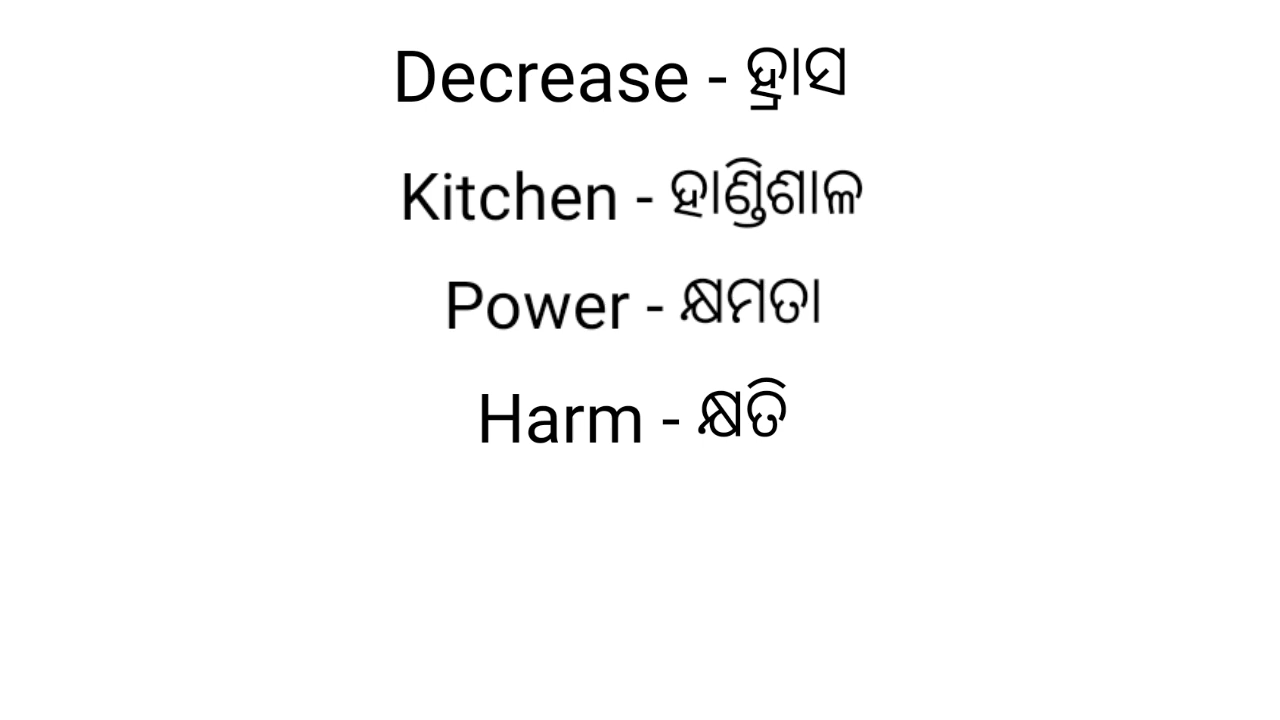 Decrease - ହ୍ରାସ
Kitchen - ହାଣ୍ଡିଶାଳ
Power - କ୍ଷମତା
Harm - କ୍ଷତି